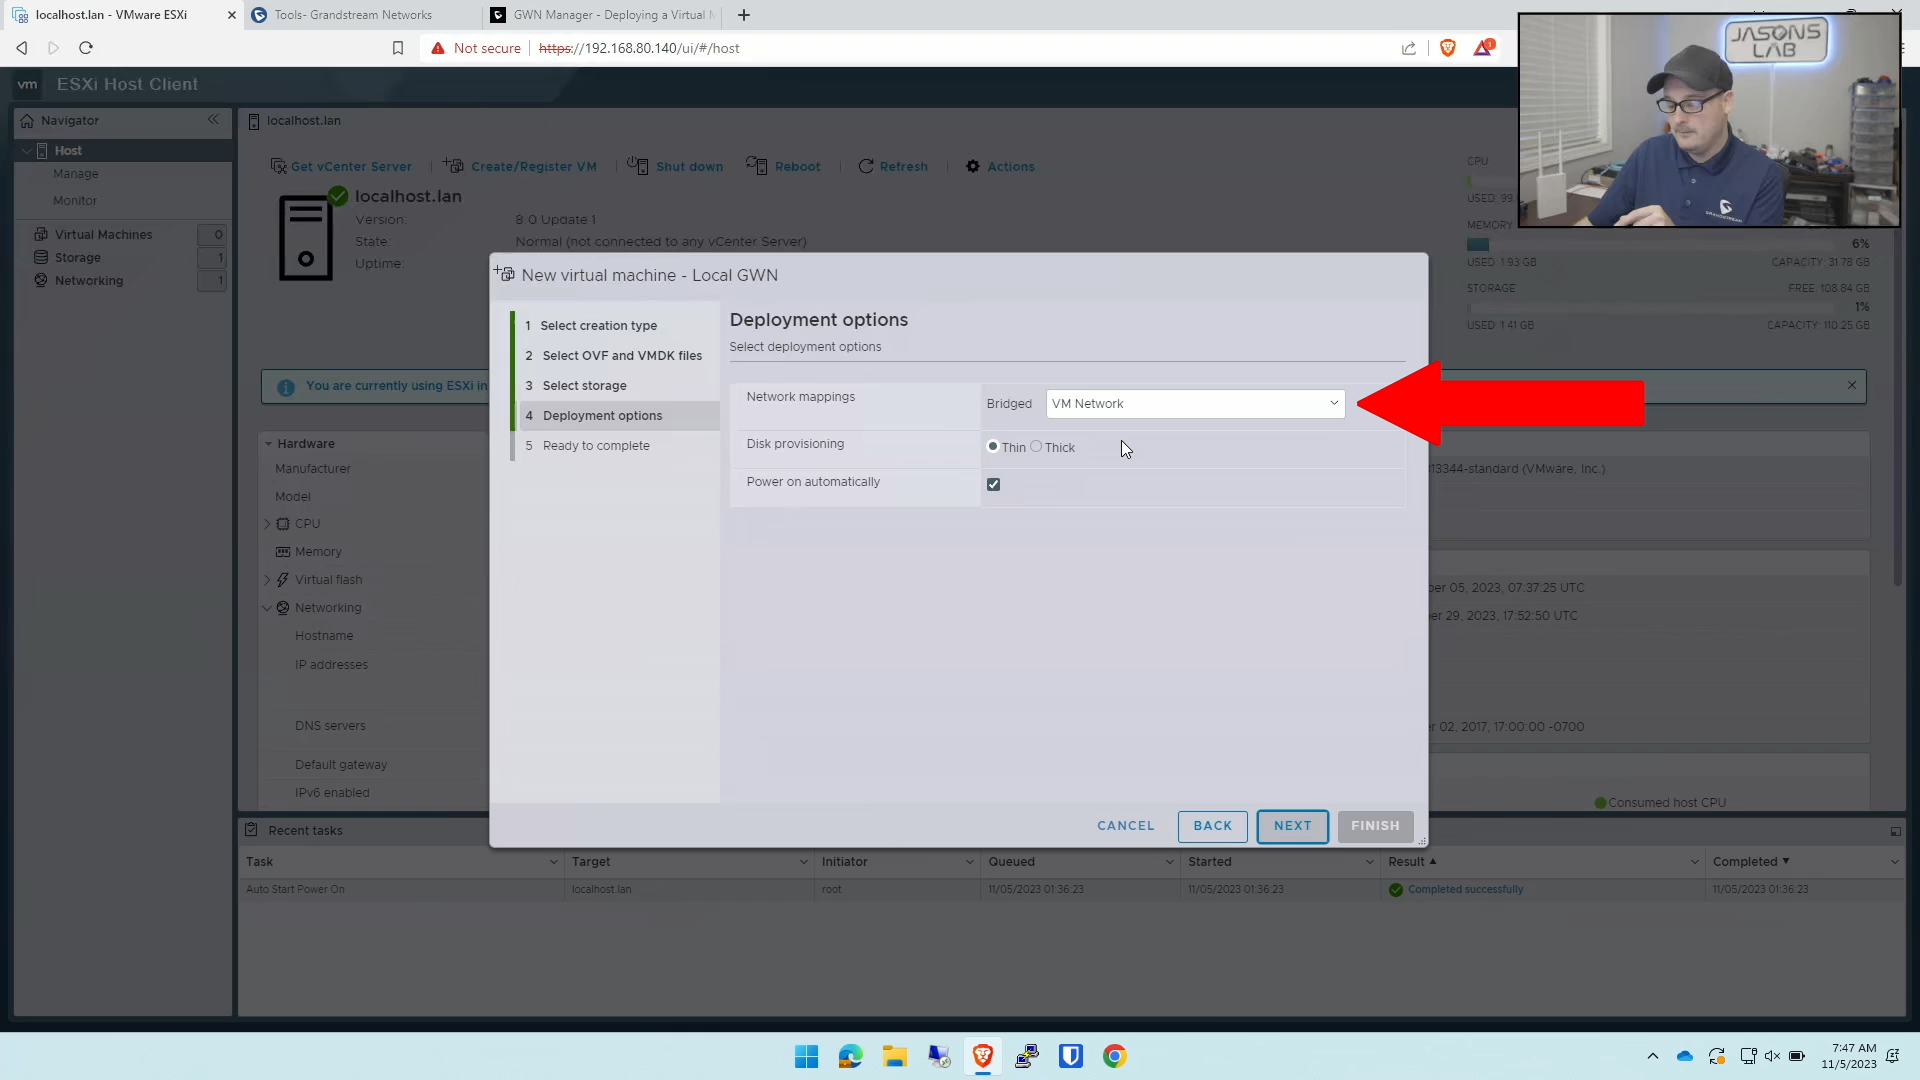 localhost.lan - VMware ESXi
Tools- Grandstream Networks
GWN Manager - Deploying a Virtual M
Not secure
https://192.168.80.140/ui/#/host
JASONS
LAB
GRANDSTREAM
vm
ESXi Host Client
Navigator
localhost.lan
Host
Manage
Monitor
Virtual Machines 0
Storage 1
Networking 1
Get vCenter Server
Create/Register VM
Shut down
Reboot
Refresh
Actions
localhost.lan
Version: 8.0 Update 1
State: Normal (not connected to any vCenter Server)
Uptime:
CPU
USED: 99
MEMORY
6%
USED: 1.93 GB
CAPACITY: 31.78 GB
STORAGE
FREE: 108.84 GB
1%
USED: 1.41 GB
CAPACITY: 110.25 GB
You are currently using ESXi in
Hardware
Manufacturer
Model
CPU
Memory
Virtual flash
Networking
Hostname
IP addresses
DNS servers
Default gateway
IPv6 enabled
13344-standard (VMware, Inc.)
ber 05, 2023, 07:37:25 UTC
er 29, 2023, 17:52:50 UTC
r 02, 2017, 17:00:00 -0700
Consumed host CPU
New virtual machine - Local GWN
1 Select creation type
2 Select OVF and VMDK files
3 Select storage
4 Deployment options
5 Ready to complete
Deployment options
Select deployment options
Network mappings
Bridged
VM Network
Disk provisioning
Thin
Thick
Power on automatically
CANCEL
BACK
NEXT
FINISH
Recent tasks
Task
Target
Initiator
Queued
Started
Result
Completed
Auto Start Power On
localhost.lan
root
11/05/2023 01:36:23
11/05/2023 01:36:23
Completed successfully
11/05/2023 01:36:23
7:47 AM
11/5/2023